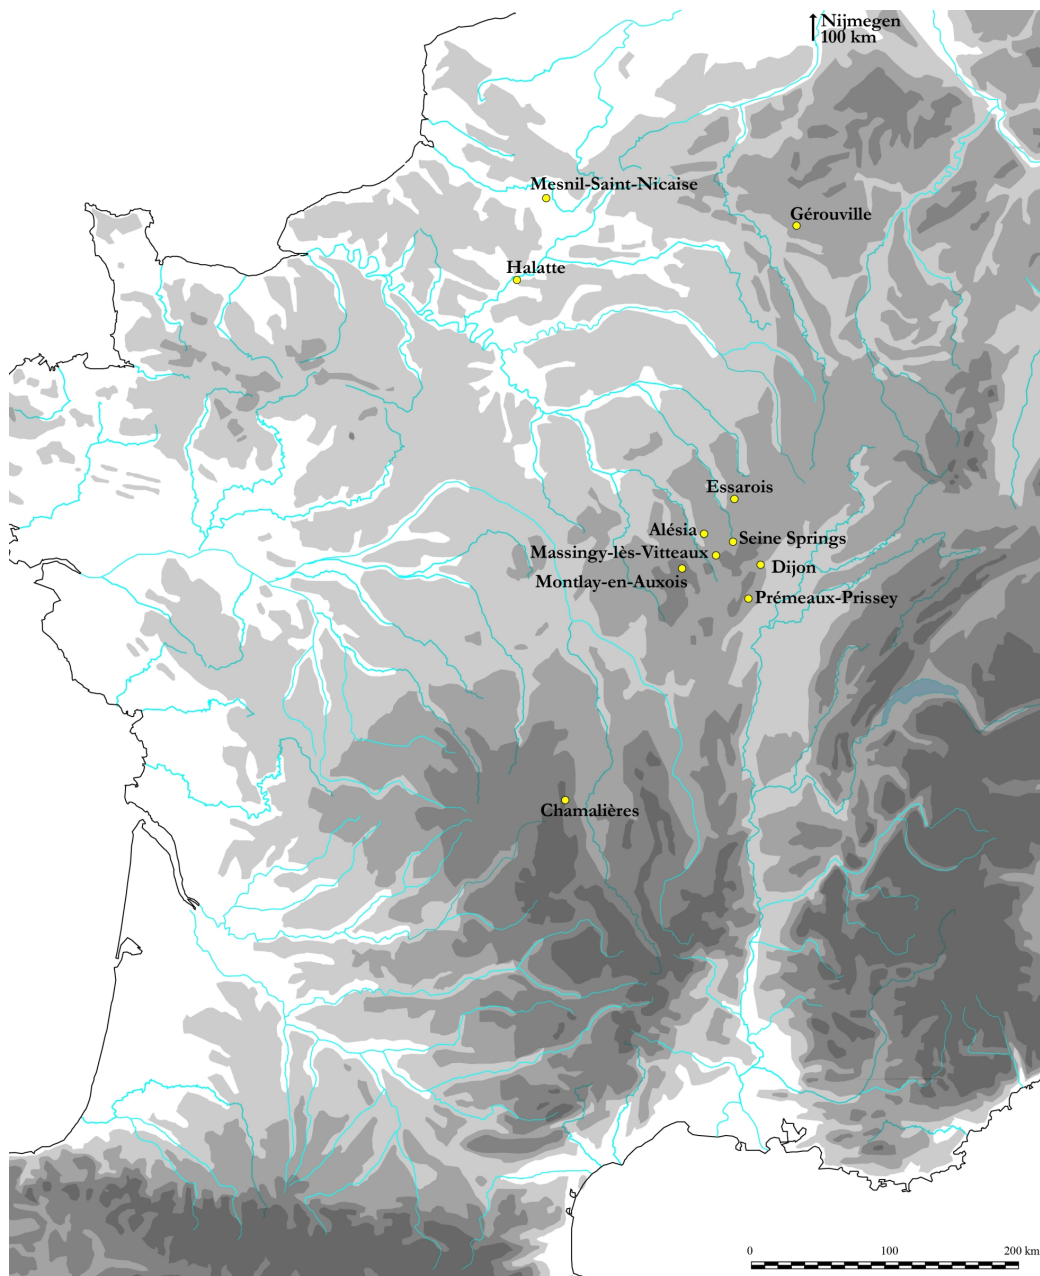 Nijmegen
100 km
Mesnil-Saint-Nicaise
Gérouville
Halatte
Essarois
Alésia
Seine Springs
Massingy-lès-Vitteaux
Dijon
Montlay-en-Auxois
Prémeaux-Prissey
Chamalières
0 100 200 km